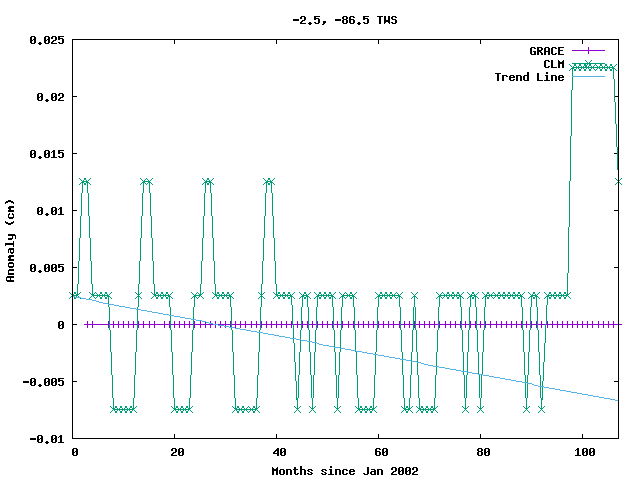 -2.5, -86.5 TWS
GRACE
CLM
Trend Line
0.025
0.02
0.015
0.01
0.005
0
-0.005
-0.01
Anomaly (cm)
0 20 40 60 80 100
Months since Jan 2002